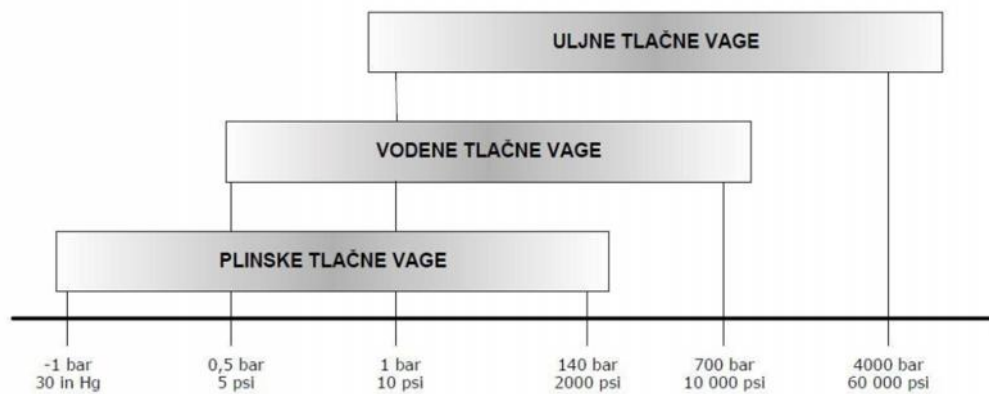 ULJNE TLAČNE VAGE
VODENE TLAČNE VAGE
PLINSKE TLAČNE VAGE
-1 bar
30 in Hg
0,5 bar
5 psi
1 bar
10 psi
140 bar
2000 psi
700 bar
10 000 psi
4000 bar
60 000 psi